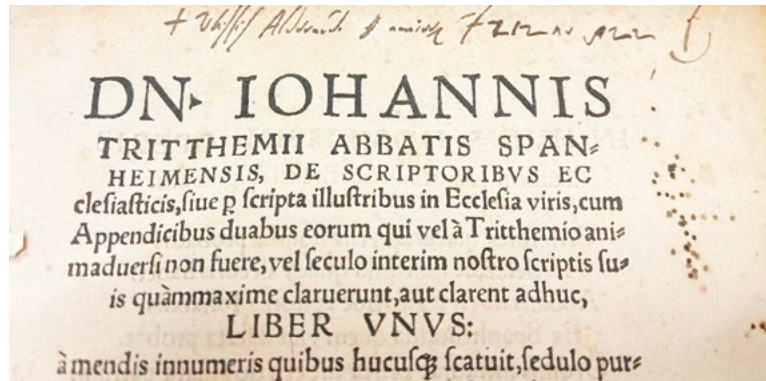 DN. IOHANNIS
TRITTHEMII ABBATIS SPAN⸗
HEIMENSIS, DE SCRIPTORIBVS EC
cleſiaſticis,ſiue ꝑ ſcripta illuſtribus in Eccleſia viris,cum
Appendicibus duabus eorum qui vel à Tritthemio ani⸗
maduerſi non fuere,vel ſeculo interim noſtro ſcriptis ſu⸗
is quàmmaxime claruerunt,aut clarent adhuc,
LIBER VNVS:
à mendis innumeris quibus hucuſqꝫ ſcatuit,ſedulo pur⸗